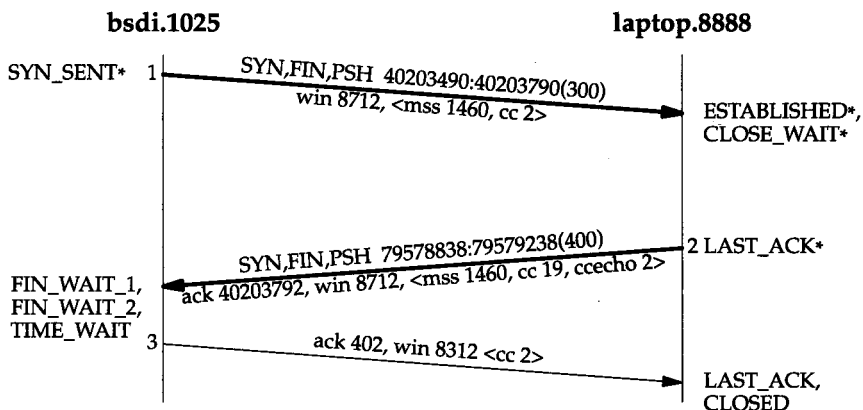 bsdi.1025
laptop.8888
SYN_SENT*
1
SYN,FIN,PSH 40203490:40203790(300)
win 8712, <mss 1460, cc 2>
ESTABLISHED*,
CLOSE_WAIT*
SYN,FIN,PSH 79578838:79579238(400)
2 LAST_ACK*
ack 40203792, win 8712, <mss 1460, cc 19, ccecho 2>
FIN_WAIT_1,
FIN_WAIT_2,
TIME_WAIT
3
ack 402, win 8312 <cc 2>
LAST_ACK,
CLOSED